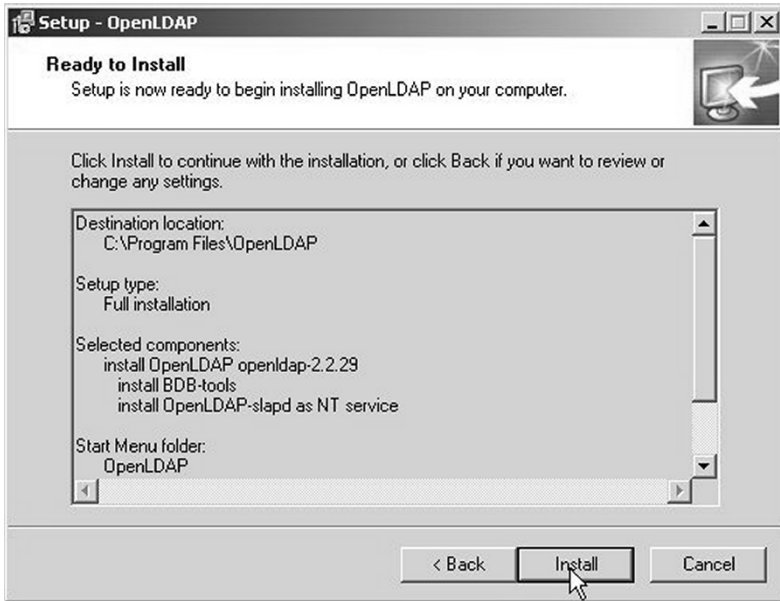 Setup - OpenLDAP
Ready to Install
Setup is now ready to begin installing OpenLDAP on your computer.
Click Install to continue with the installation, or click Back if you want to review or
change any settings.
Destination location:
C:\Program Files\OpenLDAP
Setup type:
Full installation
Selected components:
install OpenLDAP openldap-2.2.29
install BDB-tools
install OpenLDAP-slapd as NT service
Start Menu folder:
OpenLDAP
< Back Install Cancel